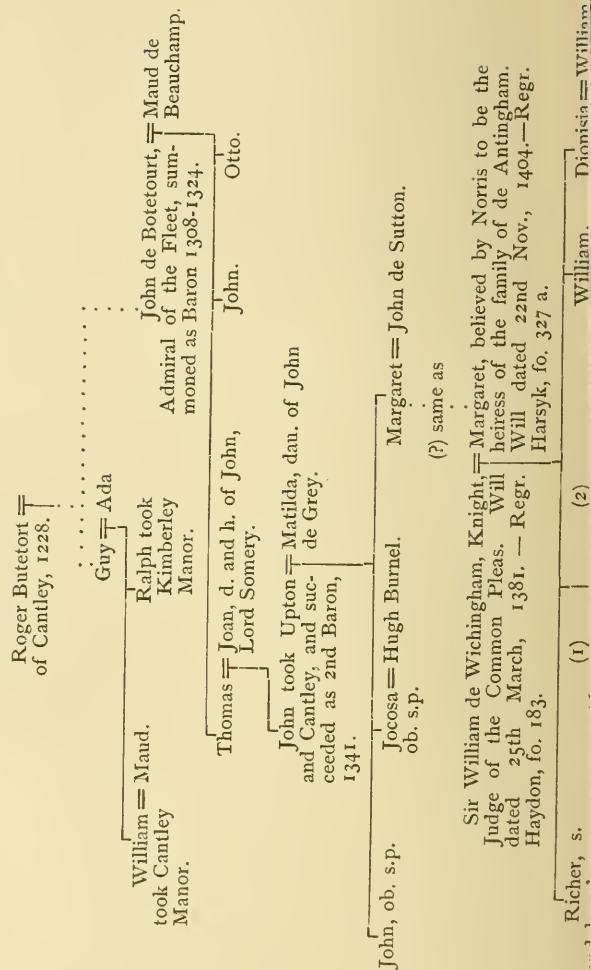 Roger Butetort =
of Cantley, 1228.
Guy = Ada
John de Botetourt, = Maud de
Admiral of the Fleet, sum- Beauchamp.
moned as Baron 1308-1324.
William = Maud.
took Cantley
Manor.
Ralph took
Kimberley
Manor.
Thomas = Joan, d. and h. of John,
Lord Somery.
John.
Otto.
John took Upton = Matilda, dau. of John
and Cantley, and suc- de Grey.
ceeded as 2nd Baron,
1341.
John, ob. s.p.
Jocosa = Hugh Burnel.
ob. s.p.
Margaret = John de Sutton.
(?) same as
Sir William de Wichingham, Knight, = Margaret, believed by Norris to be the
Judge of the Common Pleas. Will heiress of the family of de Antingham.
dated 25th March, 1381. — Regr. Will dated 22nd Nov., 1404.—Regr.
Haydon, fo. 183. Harsyk, fo. 327 a.
Richer, s.
(1)
(2)
William.
Dionisia = William